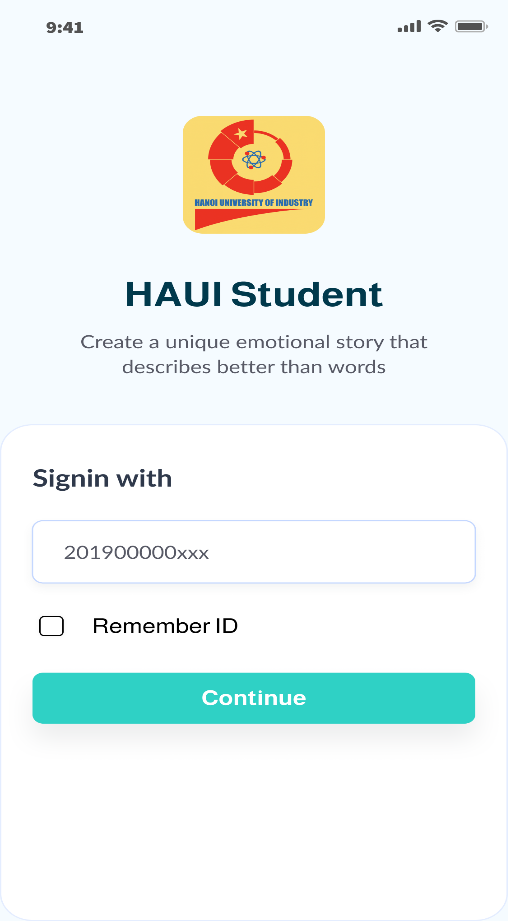 9:41
HANOI UNIVERSITY OF INDUSTRY
HAUI Student
Create a unique emotional story that
describes better than words
Signin with
201900000xxx
Remember ID
Continue